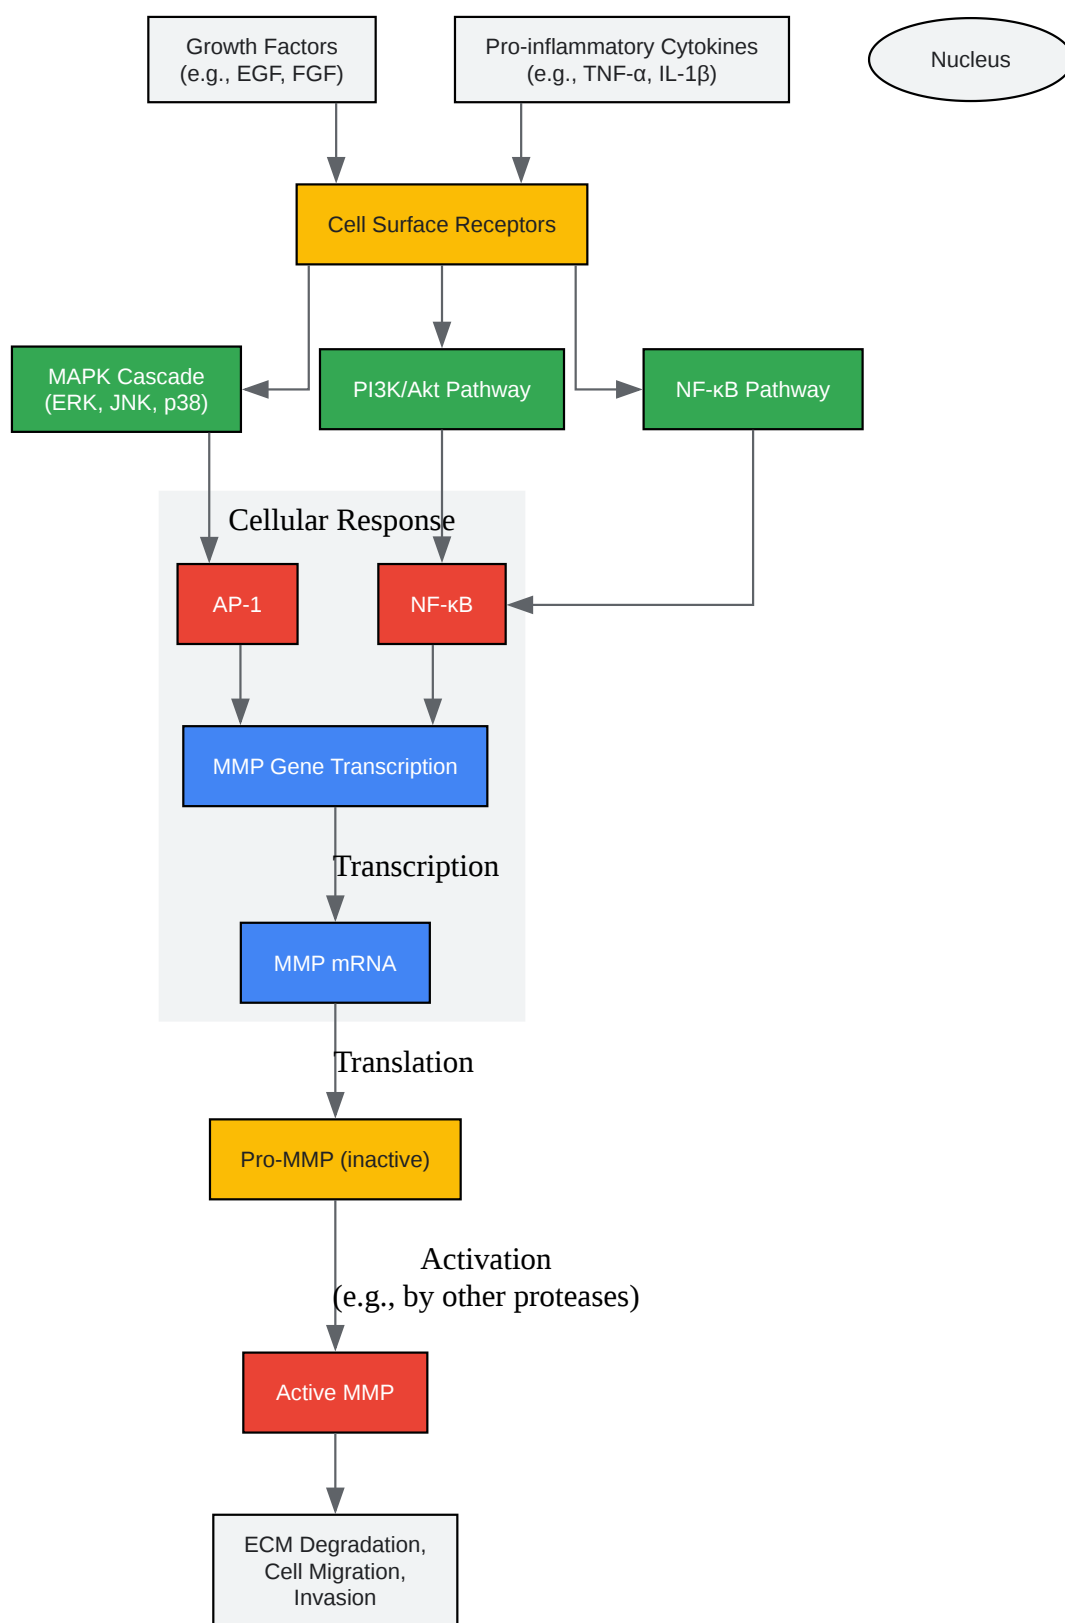 Growth Factors
(e.g., EGF, FGF)
Pro-inflammatory Cytokines
(e.g., TNF-α, IL-1β)
Nucleus
Cell Surface Receptors
MAPK Cascade
(ERK, JNK, p38)
PI3K/Akt Pathway
NF-κB Pathway
Cellular Response
AP-1
NF-κB
MMP Gene Transcription
Transcription
MMP mRNA
Translation
Pro-MMP (inactive)
Activation
(e.g., by other proteases)
Active MMP
ECM Degradation,
Cell Migration,
Invasion